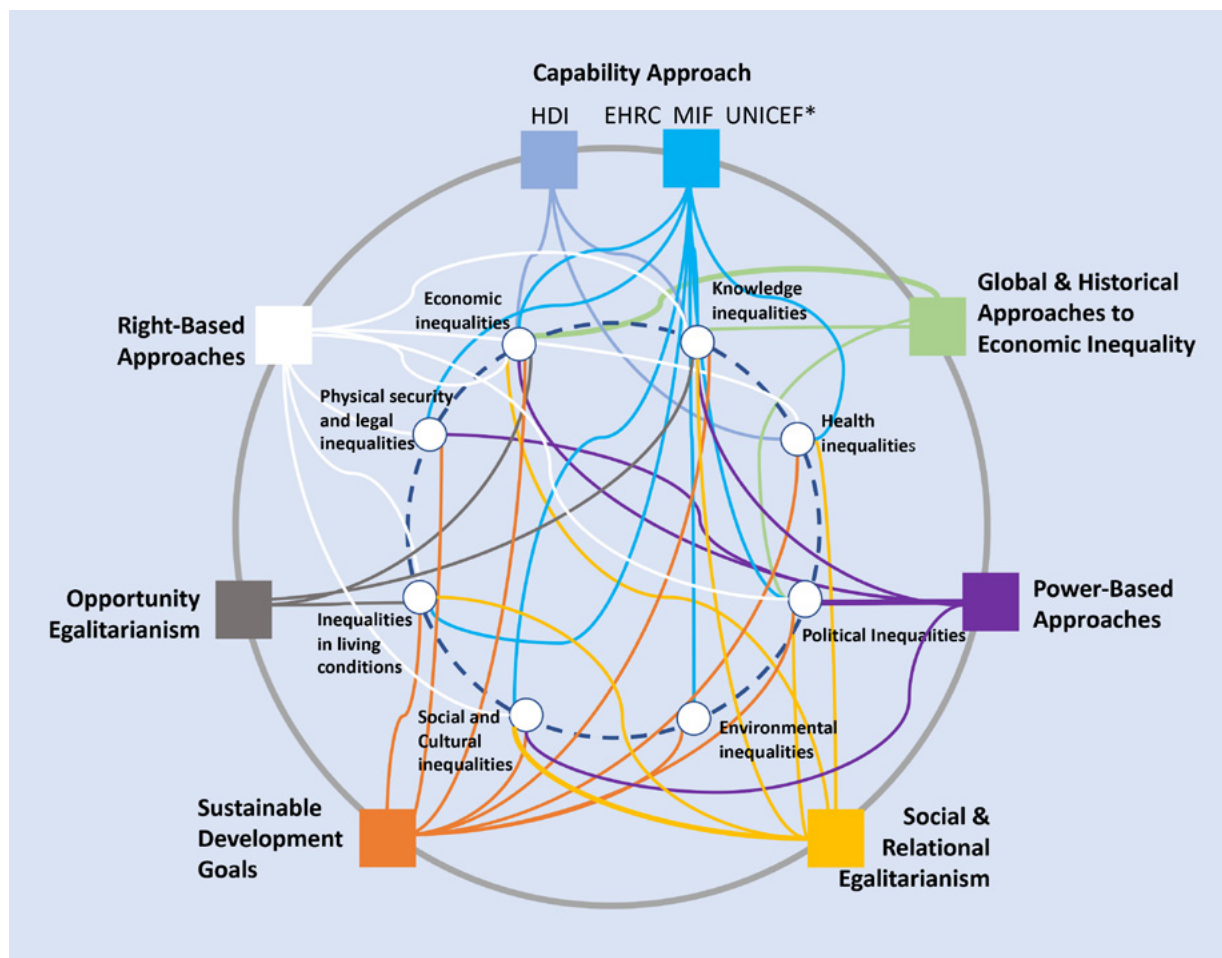 Capability Approach
HDI EHRC MIF UNICEF*
Global & Historical
Approaches to
Economic Inequality
Right-Based
Approaches
Economic
inequalities
Knowledge
inequalities
Physical security
and legal
inequalities
Health
inequalities
Opportunity
Egalitarianism
Inequalities
in living
conditions
Political Inequalities
Power-Based
Approaches
Social and
Cultural
inequalities
Environmental
inequalities
Sustainable
Development
Goals
Social &
Relational
Egalitarianism